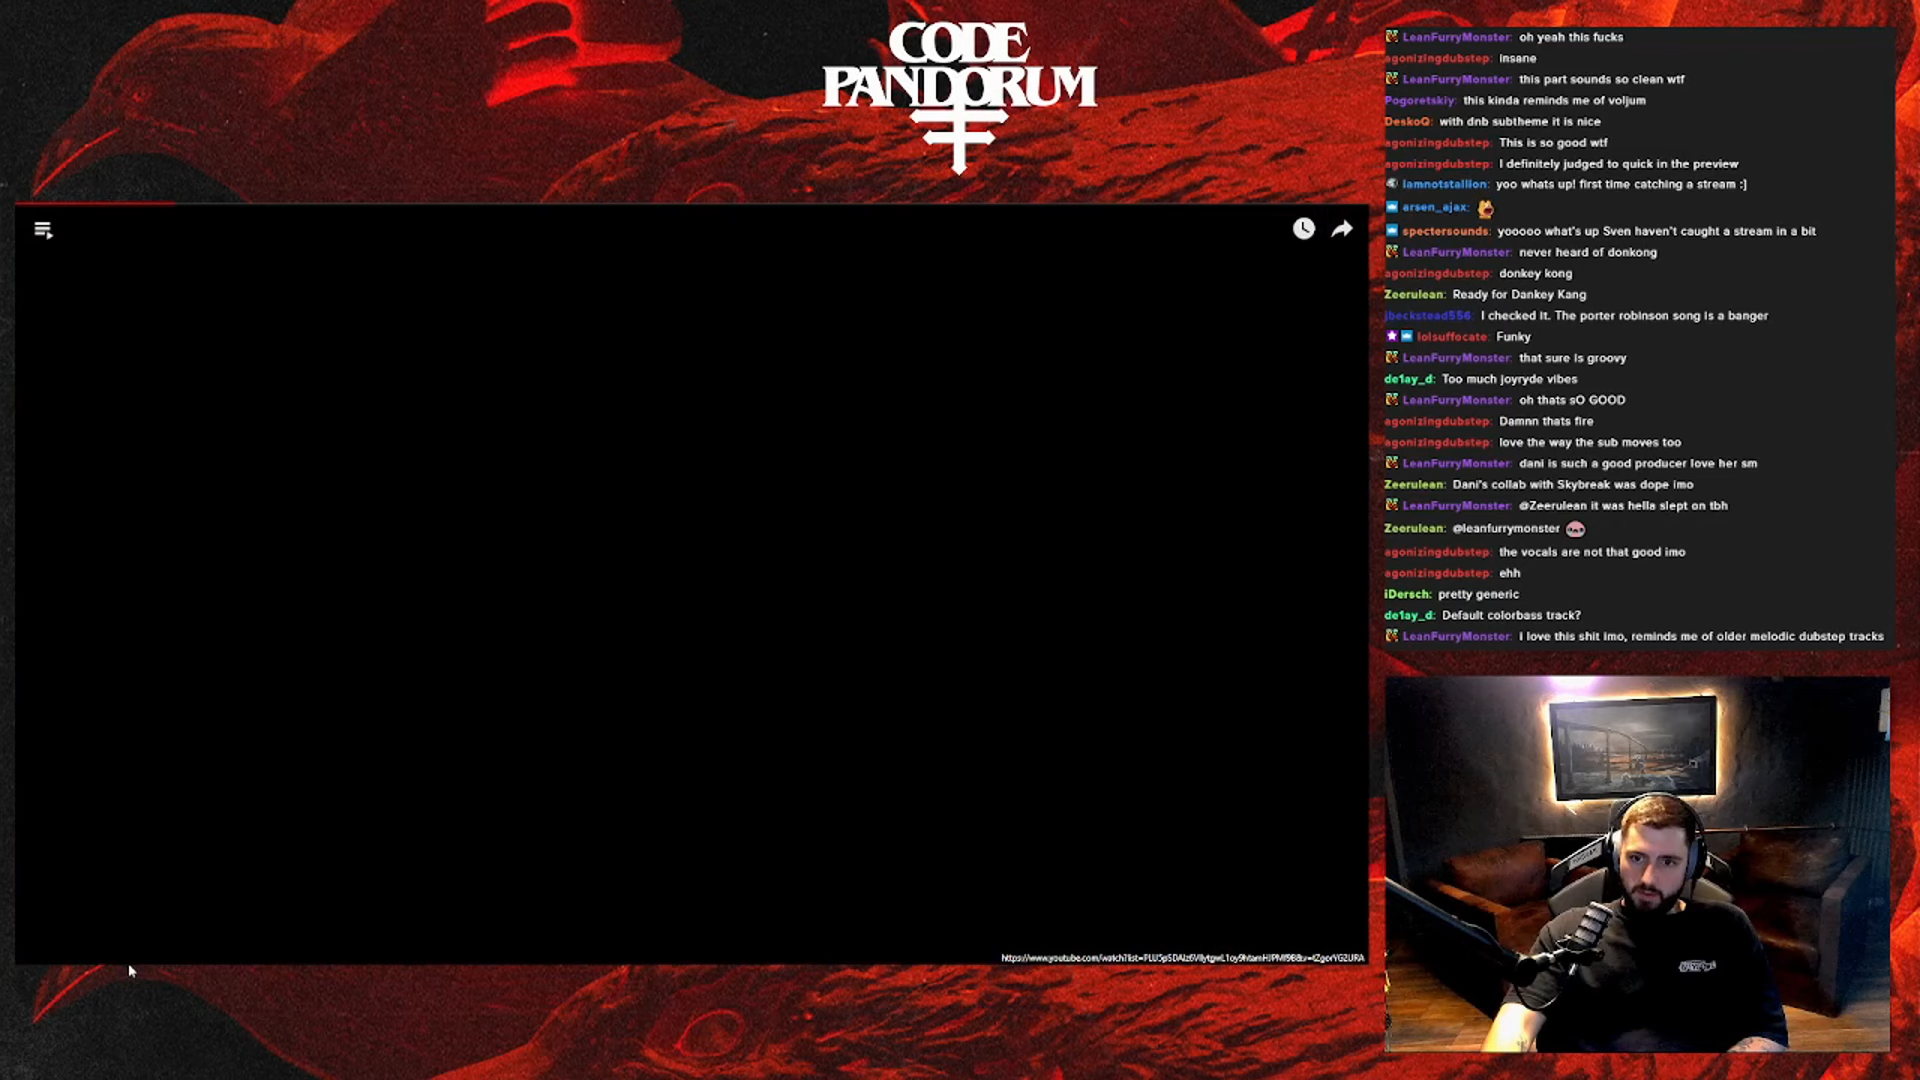 CODE
PANDORUM
LeanFurryMonster: oh yeah this fucks
agonizingdubstep: insane
LeanFurryMonster: this part sounds so clean wtf
Pogoretskiy: this kinda reminds me of voljum
DeskoQ: with dnb subtheme it is nice
agonizingdubstep: This is so good wtf
agonizingdubstep: I definitely judged to quick in the preview
iamnotstallion: yoo whats up! first time catching a stream :]
arsen_ajax:
spectersounds: yooooo what's up Sven haven't caught a stream in a bit
LeanFurryMonster: never heard of donkong
agonizingdubstep: donkey kong
Zeerulean: Ready for Dankey Kang
jbeckstead556: I checked it. The porter robinson song is a banger
lolsuffocate: Funky
LeanFurryMonster: that sure is groovy
de1ay_d: Too much joyryde vibes
LeanFurryMonster: oh thats sO GOOD
agonizingdubstep: Damnn thats fire
agonizingdubstep: love the way the sub moves too
LeanFurryMonster: dani is such a good producer love her sm
Zeerulean: Dani's collab with Skybreak was dope imo
LeanFurryMonster: @Zeerulean it was hella slept on tbh
Zeerulean: @leanfurrymonster
agonizingdubstep: the vocals are not that good imo
agonizingdubstep: ehh
iDersch: pretty generic
de1ay_d: Default colorbass track?
LeanFurryMonster: i love this shit imo, reminds me of older melodic dubstep tracks